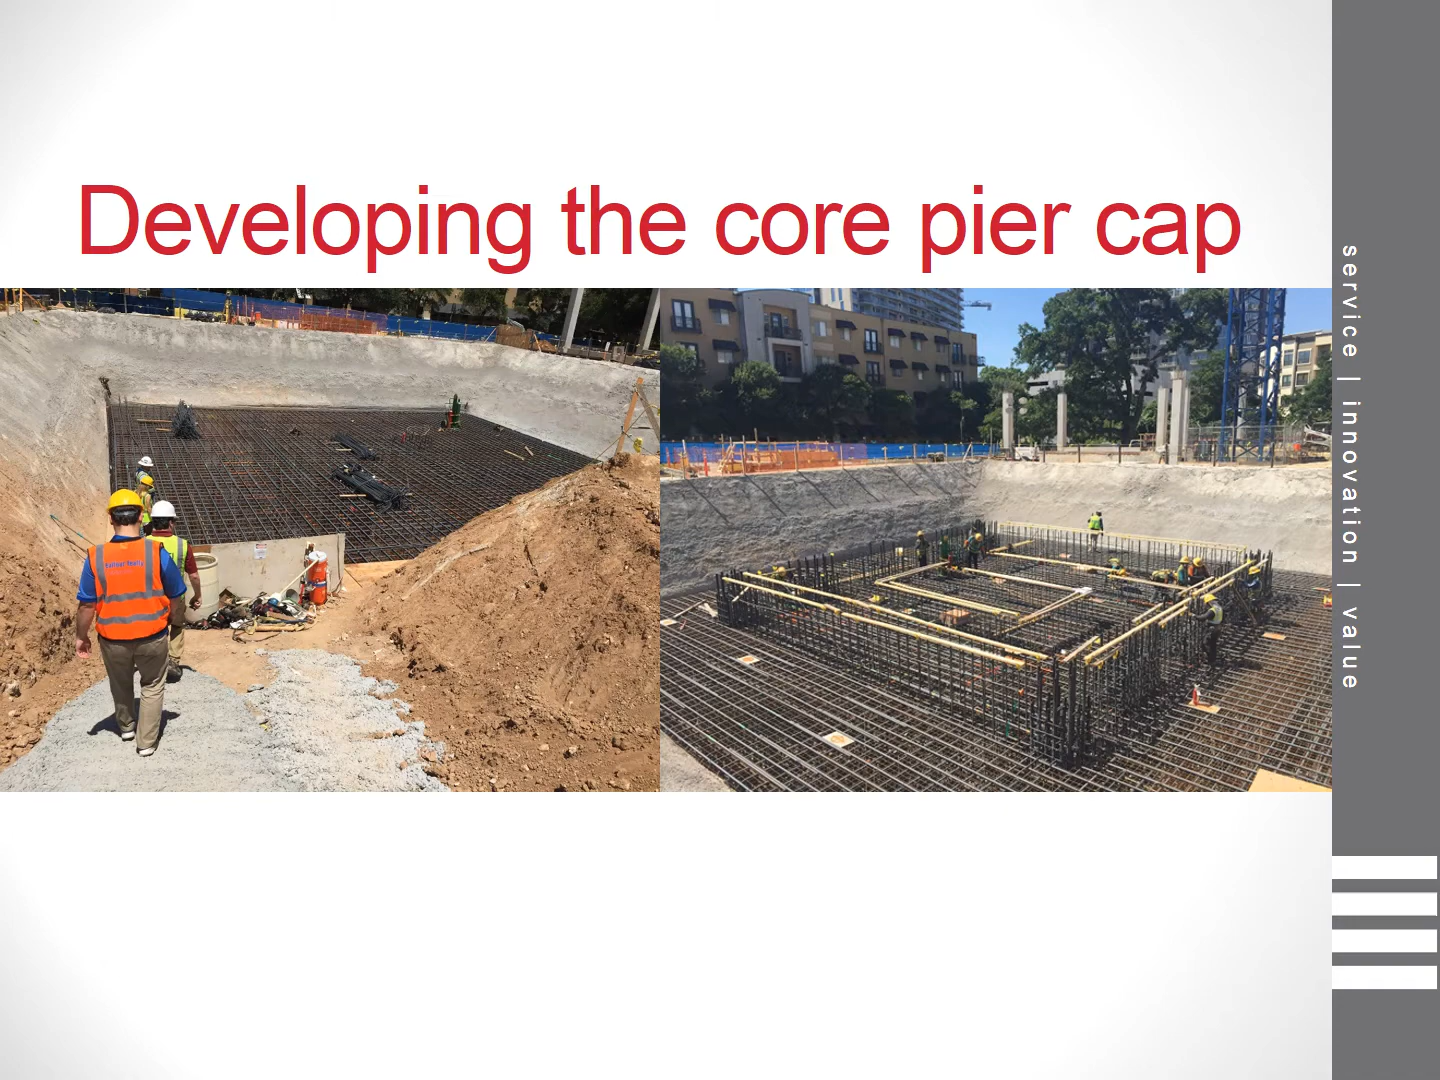 Developing the core pier cap
service | innovation | value